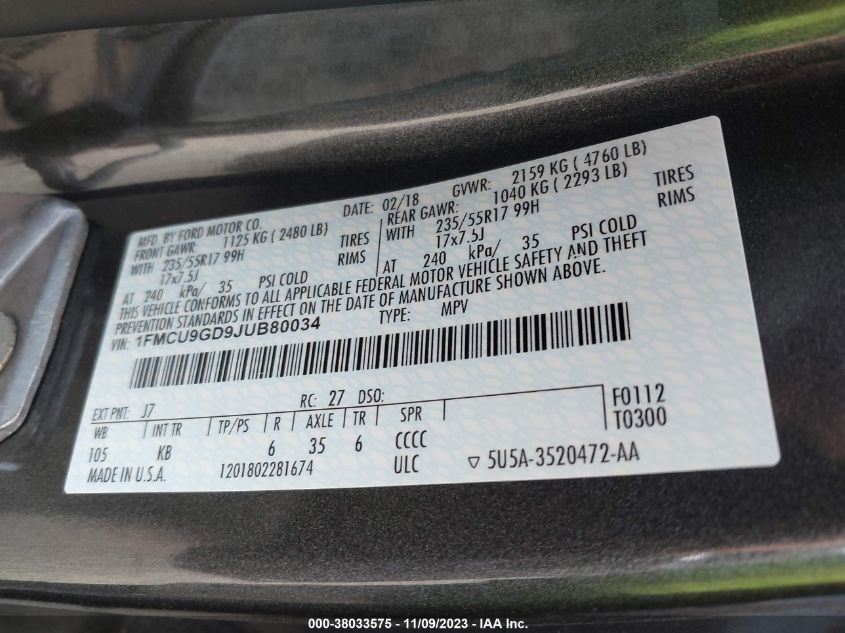 MFD. BY FORD MOTOR CO. DATE: 02/18 GVWR: 2159 KG ( 4760 LB)
FRONT GAWR: 1125 KG ( 2480 LB) REAR GAWR: 1040 KG ( 2293 LB)
WITH 235/55R17 99H TIRES WITH 235/55R17 99H TIRES
17x7.5J RIMS 17x7.5J RIMS
AT 240 kPa/ 35 PSI COLD AT 240 kPa/ 35 PSI COLD
THIS VEHICLE CONFORMS TO ALL APPLICABLE FEDERAL MOTOR VEHICLE SAFETY AND THEFT
PREVENTION STANDARDS IN EFFECT ON THE DATE OF MANUFACTURE SHOWN ABOVE.
VIN: 1FMCU9GD9JUB80034 TYPE: MPV
EXT PNT: J7 RC: 27 DSO: F0112
WB INT TR TP/PS R AXLE TR SPR T0300
105 KB 6 35 6 CCCC
MADE IN U.S.A. 1201802281674 ULC ▽ 5U5A-3520472-AA
000-38033575 - 11/09/2023 - IAA Inc.